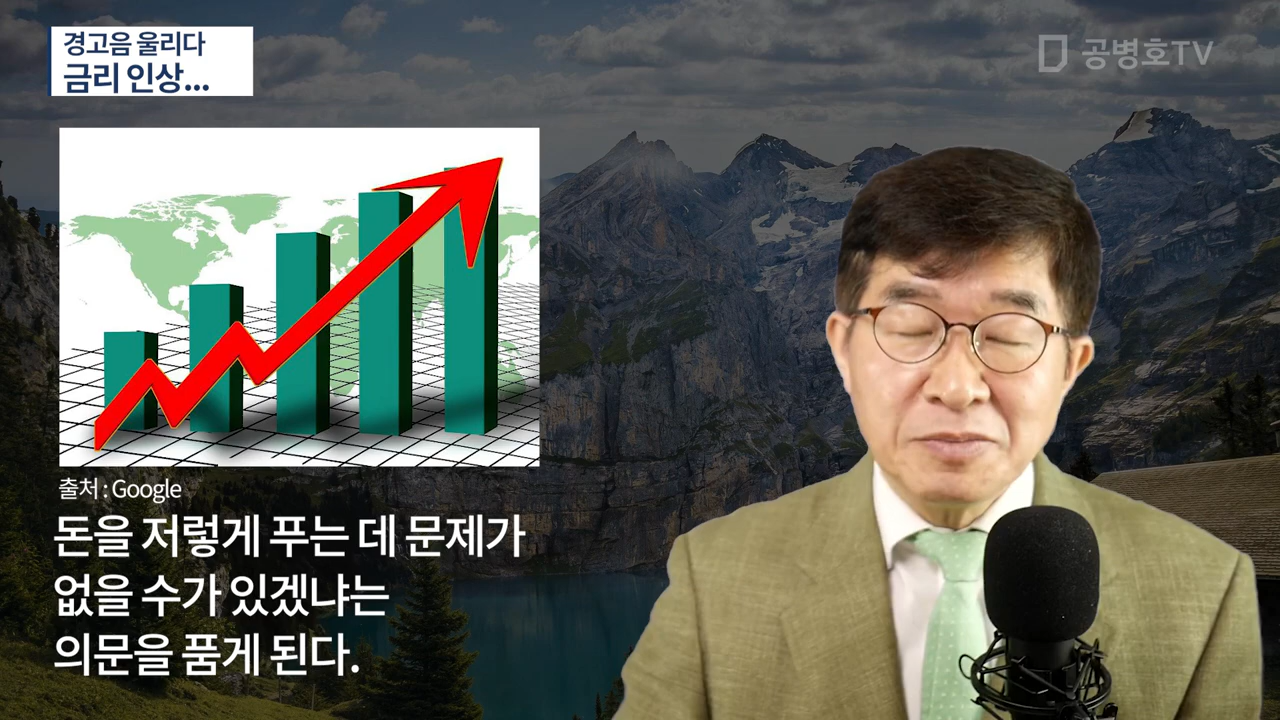 경고음 울리다
금리 인상...
공병호TV
출처 : Google
돈을 저렇게 푸는 데 문제가
없을 수가 있겠냐는
의문을 품게 된다.